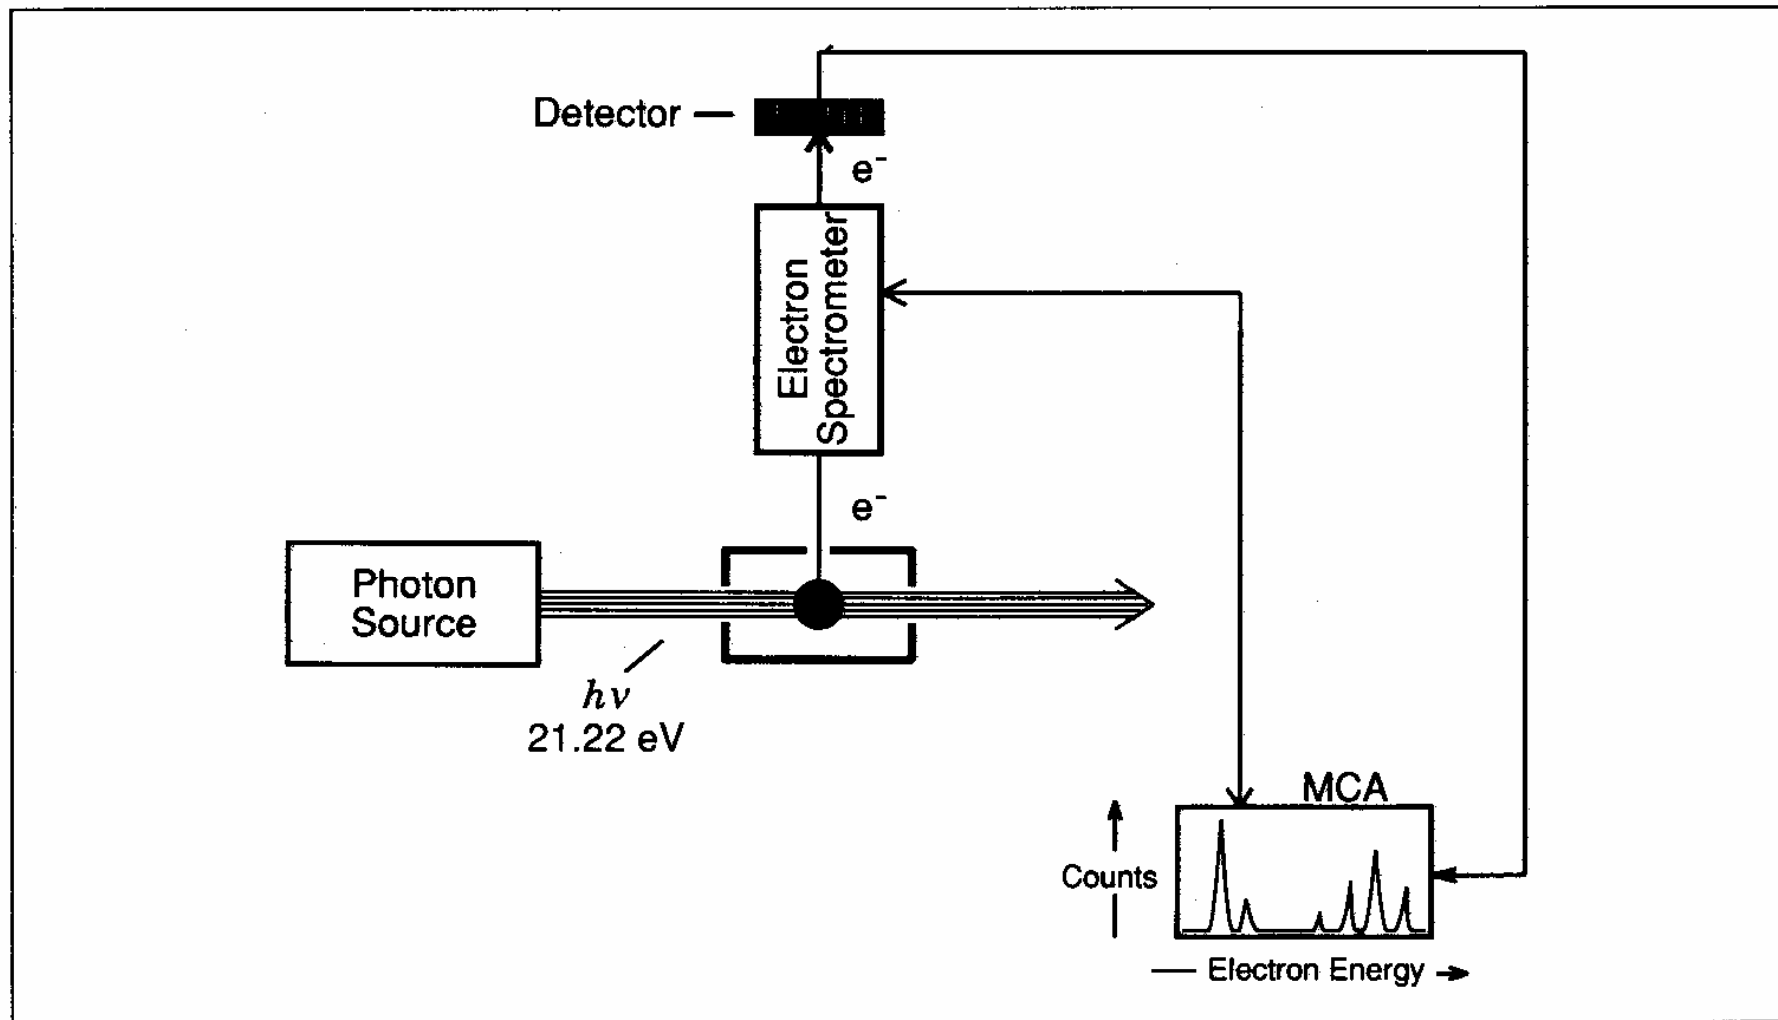 Detector
e⁻
Electron
Spectrometer
e⁻
Photon
Source
hν
21.22 eV
MCA
Counts
Electron Energy